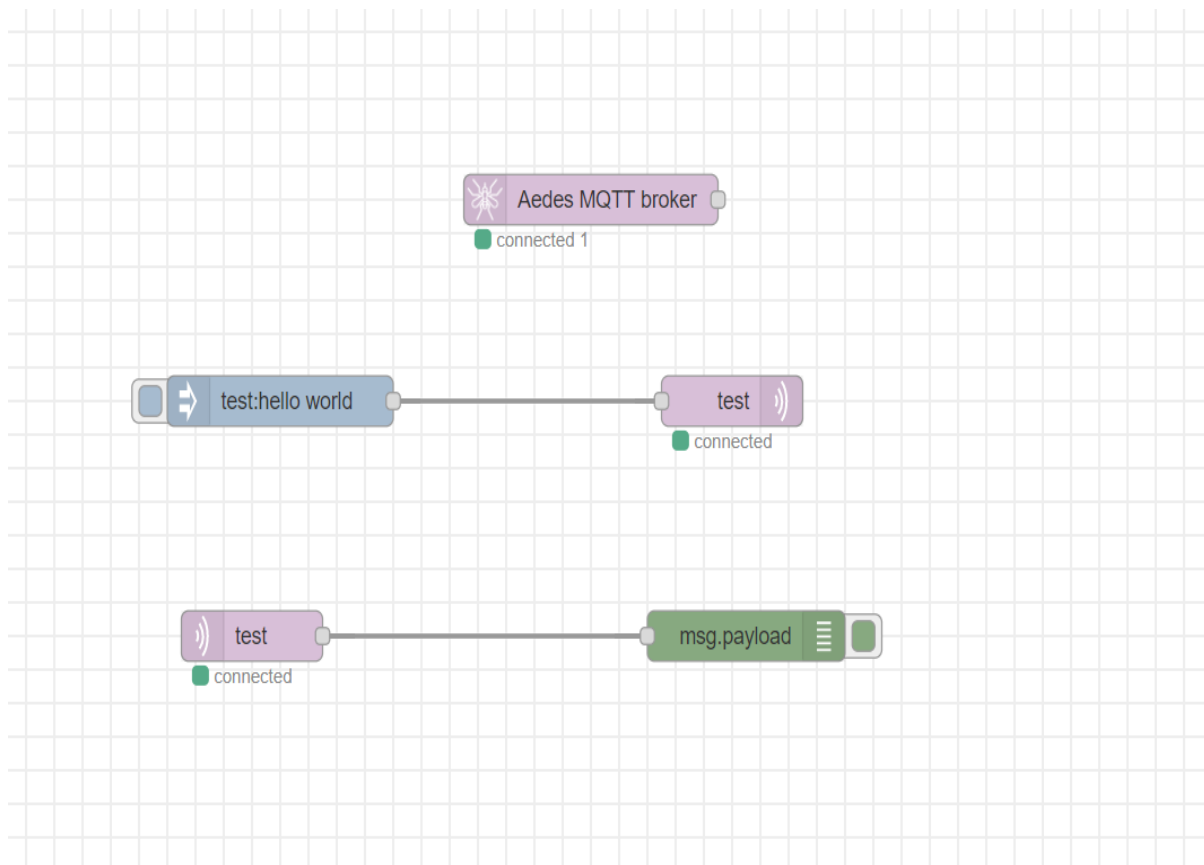 Aedes MQTT broker
connected 1
test:hello world
test
connected
test
msg.payload
connected